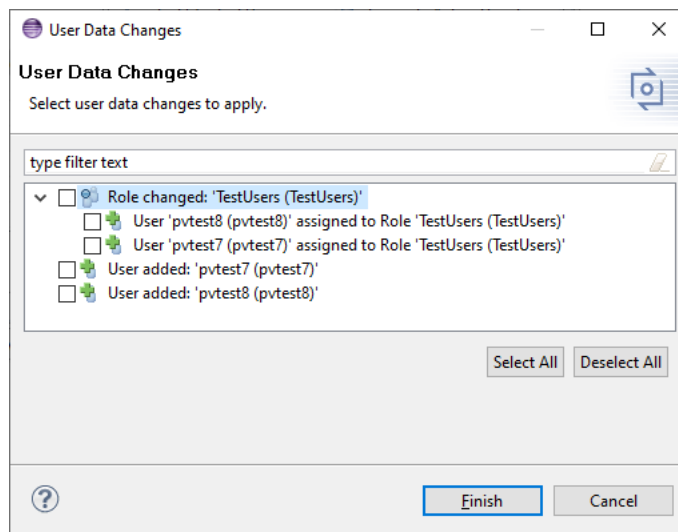 User Data Changes
User Data Changes
Select user data changes to apply.
type filter text
Role changed: 'TestUsers (TestUsers)'
User 'pvtest8 (pvtest8)' assigned to Role 'TestUsers (TestUsers)'
User 'pvtest7 (pvtest7)' assigned to Role 'TestUsers (TestUsers)'
User added: 'pvtest7 (pvtest7)'
User added: 'pvtest8 (pvtest8)'
Select All Deselect All
Finish Cancel